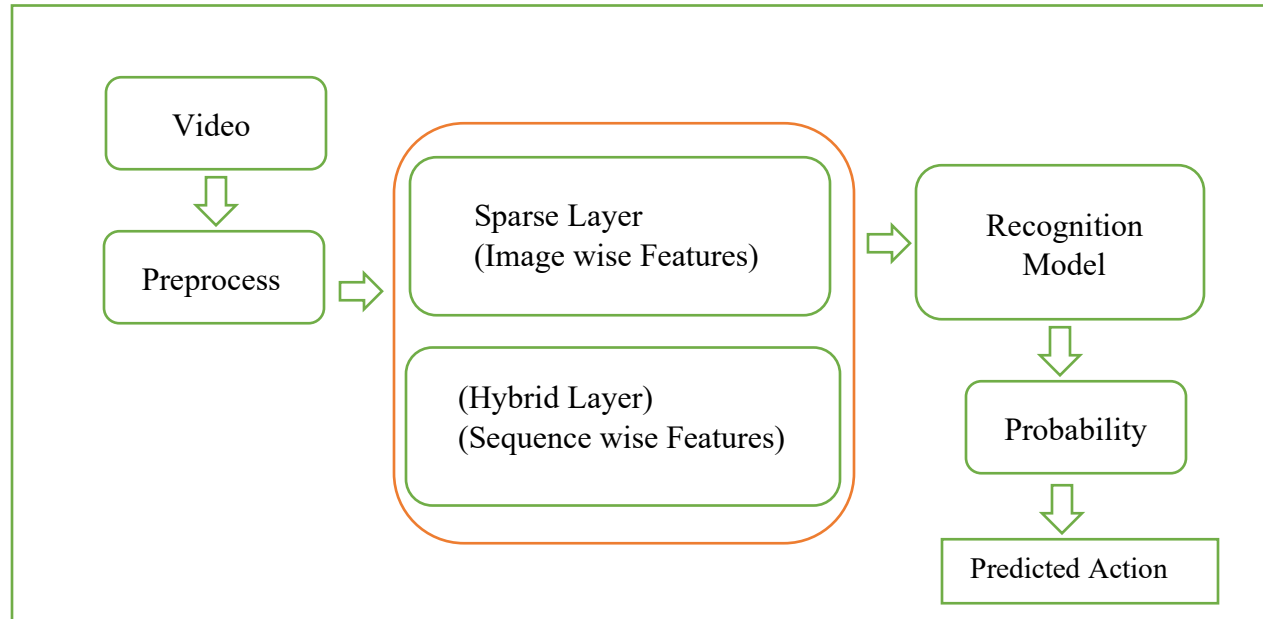 Video
Preprocess
Sparse Layer
(Image wise Features)
(Hybrid Layer)
(Sequence wise Features)
Recognition
Model
Probability
Predicted Action